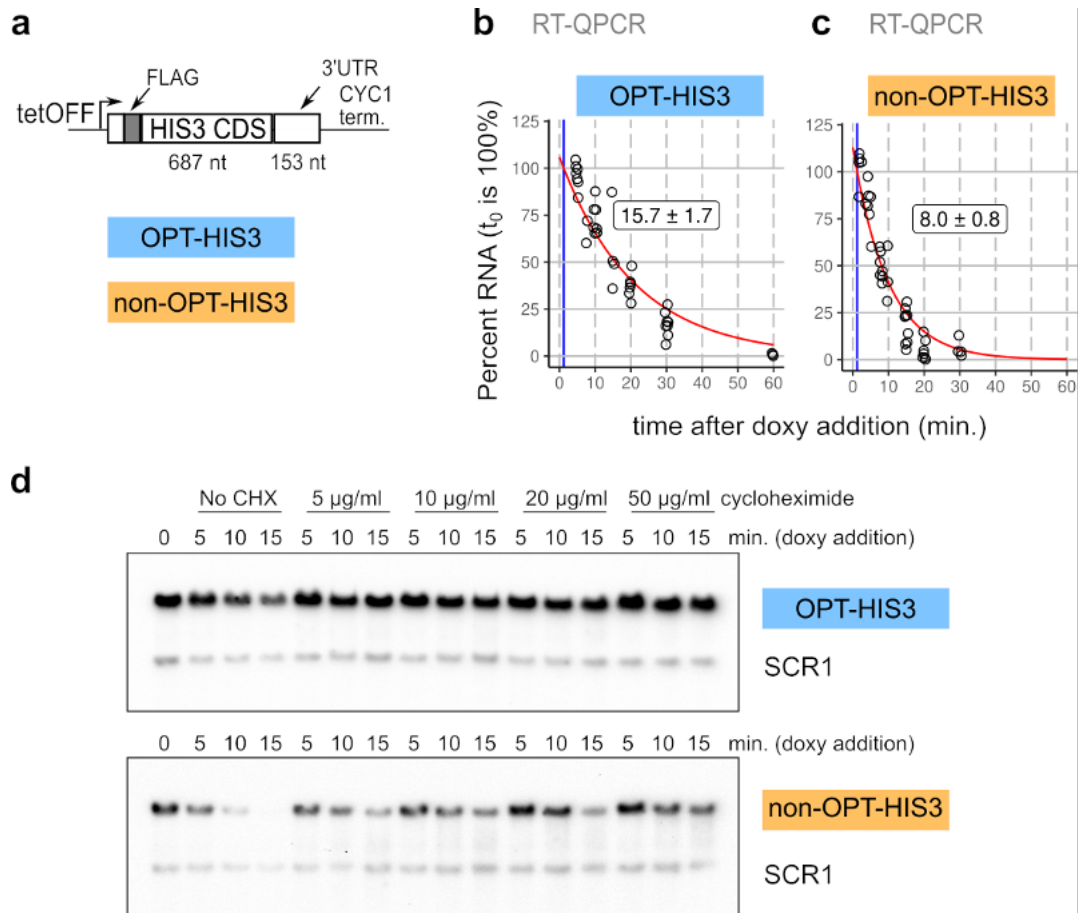 a
FLAG
3'UTR
CYC1
term.
tetOFF
HIS3 CDS
687 nt
153 nt
OPT-HIS3
non-OPT-HIS3
b
RT-QPCR
OPT-HIS3
Percent RNA (t0 is 100%)
125
100
75
50
25
0
15.7 ± 1.7
0 10 20 30 40 50 60
c
RT-QPCR
non-OPT-HIS3
125
100
75
50
25
0
8.0 ± 0.8
0 10 20 30 40 50 60
time after doxy addition (min.)
d
No CHX 5 µg/ml 10 µg/ml 20 µg/ml 50 µg/ml cycloheximide
0 5 10 15 5 10 15 5 10 15 5 10 15 5 10 15 min. (doxy addition)
OPT-HIS3
SCR1
0 5 10 15 5 10 15 5 10 15 5 10 15 5 10 15 min. (doxy addition)
non-OPT-HIS3
SCR1